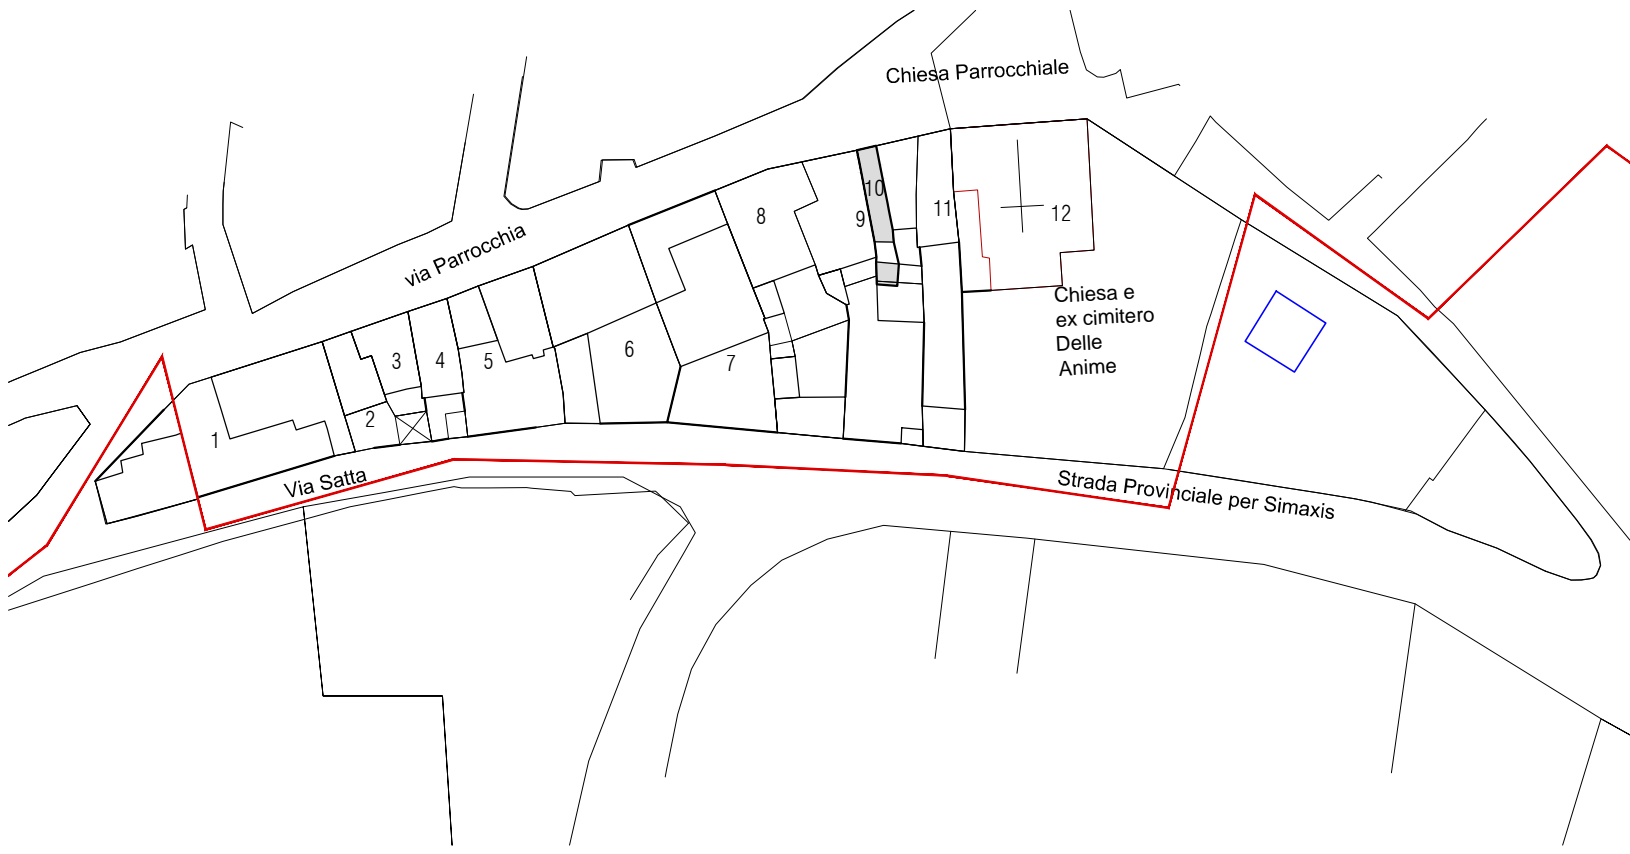 Chiesa Parrocchiale
via Parrocchia
10
8
9
11
12
Chiesa e
ex cimitero
Delle
Anime
3
4
5
6
7
2
1
Via Satta
Strada Provinciale per Simaxis